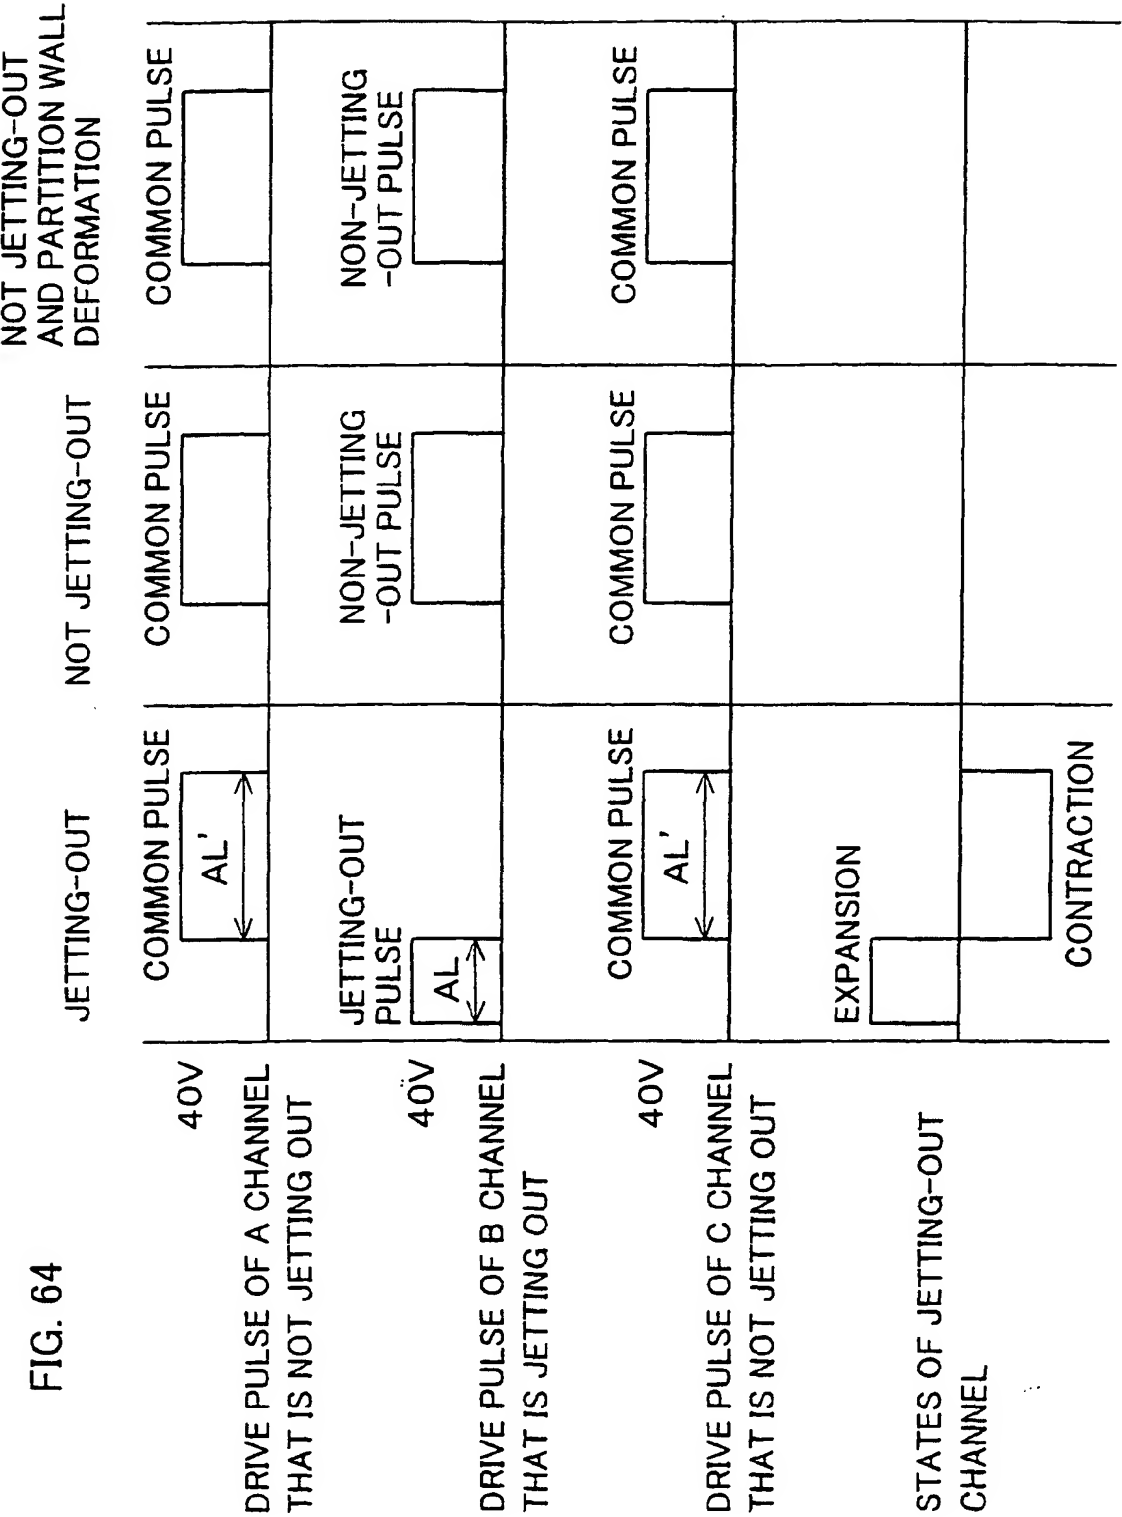 FIG. 64
JETTING-OUT
NOT JETTING-OUT
NOT JETTING-OUT
AND PARTITION WALL
DEFORMATION
40V
DRIVE PULSE OF A CHANNEL
THAT IS NOT JETTING OUT
COMMON PULSE
AL'
COMMON PULSE
COMMON PULSE
40V
DRIVE PULSE OF B CHANNEL
THAT IS JETTING OUT
JETTING-OUT
PULSE
AL
NON-JETTING
-OUT PULSE
NON-JETTING
-OUT PULSE
40V
DRIVE PULSE OF C CHANNEL
THAT IS NOT JETTING OUT
COMMON PULSE
AL'
COMMON PULSE
COMMON PULSE
STATES OF JETTING-OUT
CHANNEL
EXPANSION
CONTRACTION